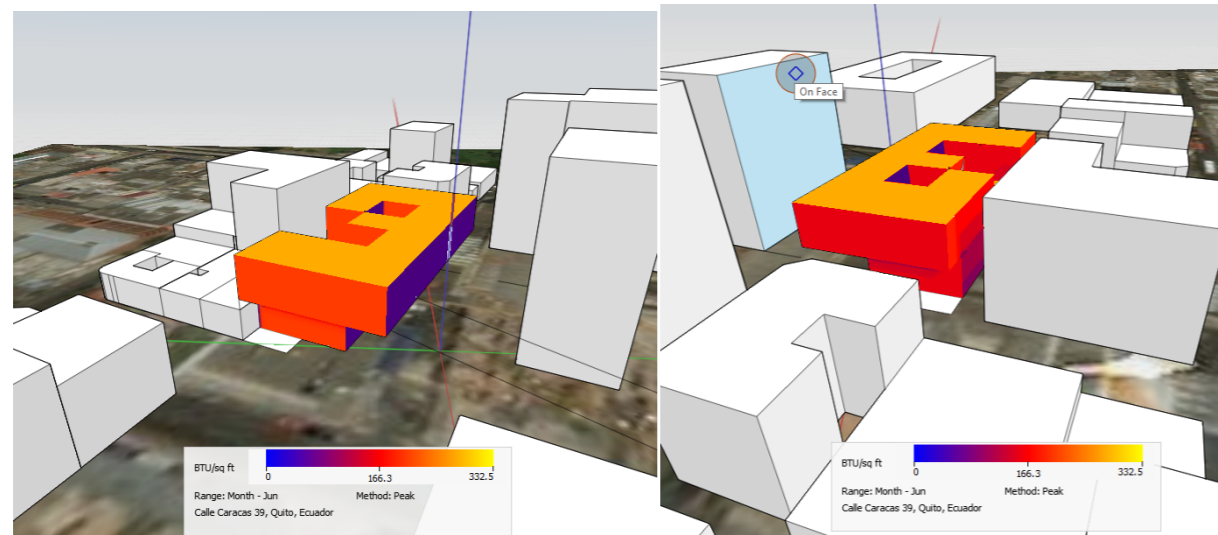 On Face
BTU/sq ft
0 166.3 332.5
Range: Month - Jun Method: Peak
Calle Caracas 39, Quito, Ecuador
BTU/sq ft
0 166.3 332.5
Range: Month - Jun Method: Peak
Calle Caracas 39, Quito, Ecuador